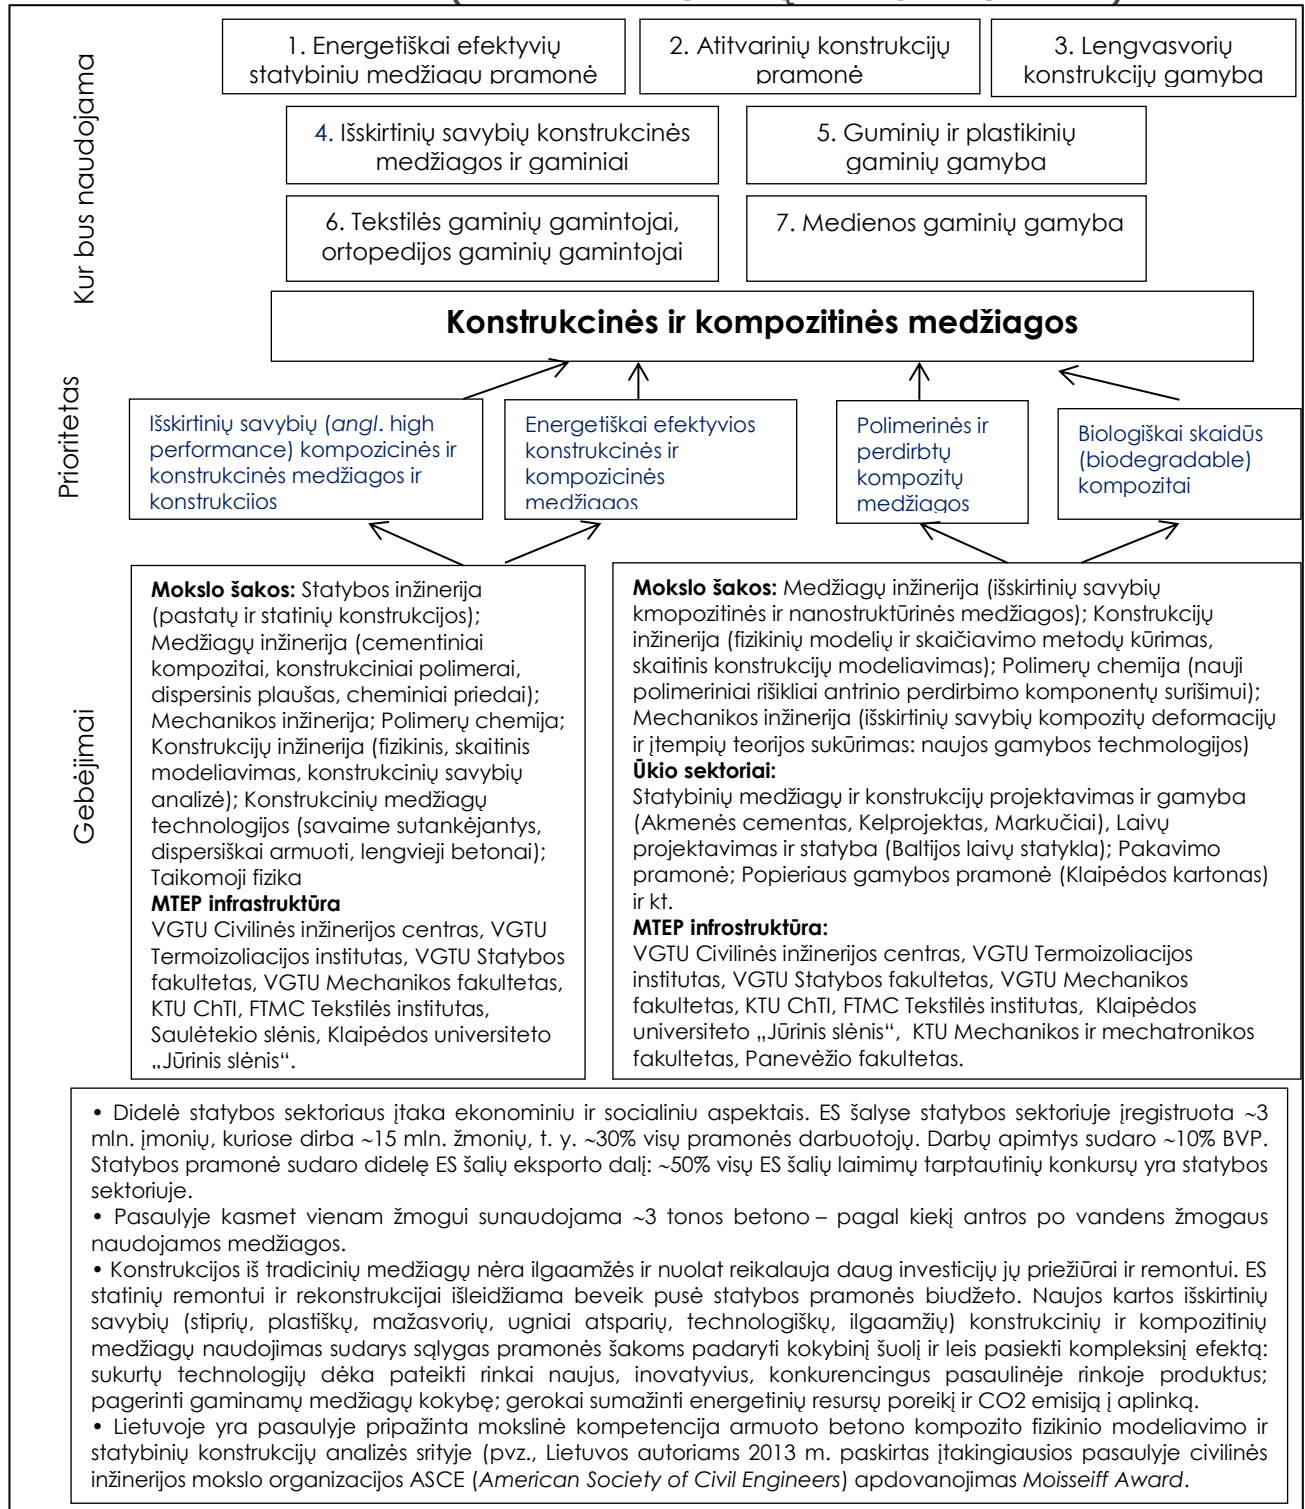 Kur bus naudojama
1. Energetiškai efektyvių
statybinių medžiagų pramonė
2. Atitvarinių konstrukcijų
pramonė
3. Lengvasvorių
konstrukcijų gamyba
4. Išskirtinių savybių konstrukcinės
medžiagos ir gaminiai
5. Guminių ir plastikinių
gaminių gamyba
6. Tekstilės gaminių gamintojai,
ortopedijos gaminių gamintojai
7. Medienos gaminių gamyba
Konstrukcinės ir kompozitinės medžiagos
Prioritetas
Išskirtinių savybių (angl. high
performance) kompozicinės ir
konstrukcinės medžiagos ir
konstrukcijos
Energetiškai efektyvios
konstrukcinės ir
kompozicinės
medžiagos
Polimerinės ir
perdirbtų
kompozitų
medžiagos
Biologiškai skaidūs
(biodegradable)
kompozitai
Gebėjimai
Mokslo šakos: Statybos inžinerija
(pastatų ir statinių konstrukcijos);
Medžiagų inžinerija (cementiniai
kompozitai, konstrukciniai polimerai,
dispersinis plaušas, cheminiai priedai);
Mechanikos inžinerija; Polimerų chemija;
Konstrukcijų inžinerija (fizikinis, skaitinis
modeliavimas, konstrukcinių savybių
analizė); Konstrukcinių medžiagų
technologijos (savaime sutankėjantys,
dispersiškai armuoti, lengvieji betonai);
Taikomoji fizika
MTEP infrastruktūra
VGTU Civilinės inžinerijos centras, VGTU
Termoizoliacijos institutas, VGTU Statybos
fakultetas, VGTU Mechanikos fakultetas,
KTU ChTI, FTMC Tekstilės institutas,
Saulėtekio slėnis, Klaipėdos universiteto
„Jūrinis slėnis“.
Mokslo šakos: Medžiagų inžinerija (išskirtinių savybių
kmopozitinės ir nanostruktūrinės medžiagos); Konstrukcijų
inžinerija (fizikinių modelių ir skaičiavimo metodų kūrimas,
skaitinis konstrukcijų modeliavimas); Polimerų chemija (nauji
polimeriniai rišikliai antrinio perdirbimo komponentų surišimui);
Mechanikos inžinerija (išskirtinių savybių kompozitų deformacijų
ir įtempių teorijos sukūrimas: naujos gamybos techmologijos)
Ūkio sektoriai:
Statybinių medžiagų ir konstrukcijų projektavimas ir gamyba
(Akmenės cementas, Kelprojektas, Markučiai), Laivų
projektavimas ir statyba (Baltijos laivų statykla); Pakavimo
pramonė; Popieriaus gamybos pramonė (Klaipėdos kartonas)
ir kt.
MTEP infrostruktūra:
VGTU Civilinės inžinerijos centras, VGTU Termoizoliacijos
institutas, VGTU Statybos fakultetas, VGTU Mechanikos
fakultetas, KTU ChTI, FTMC Tekstilės institutas, Klaipėdos
universiteto „Jūrinis slėnis“, KTU Mechanikos ir mechatronikos
fakultetas, Panevėžio fakultetas.
• Didelė statybos sektoriaus įtaka ekonominiu ir socialiniu aspektais. ES šalyse statybos sektoriuje įregistruota ~3
mln. įmonių, kuriose dirba ~15 mln. žmonių, t. y. ~30% visų pramonės darbuotojų. Darbų apimtys sudaro ~10% BVP.
Statybos pramonė sudaro didelę ES šalių eksporto dalį: ~50% visų ES šalių laimimų tarptautinių konkursų yra statybos
sektoriuje.
• Pasaulyje kasmet vienam žmogui sunaudojama ~3 tonos betono – pagal kiekį antros po vandens žmogaus
naudojamos medžiagos.
• Konstrukcijos iš tradicinių medžiagų nėra ilgaamžės ir nuolat reikalauja daug investicijų jų priežiūrai ir remontui. ES
statinių remontui ir rekonstrukcijai išleidžiama beveik pusė statybos pramonės biudžeto. Naujos kartos išskirtinių
savybių (stiprių, plastiškų, mažasvorių, ugniai atsparių, technologiškų, ilgaamžių) konstrukcinių ir kompozitinių
medžiagų naudojimas sudarys sąlygas pramonės šakoms padaryti kokybinį šuolį ir leis pasiekti kompleksinį efektą:
sukurtų technologijų dėka pateikti rinkai naujus, inovatyvius, konkurencingus pasaulinėje rinkoje produktus;
pagerinti gaminamų medžiagų kokybę; gerokai sumažinti energetinių resursų poreikį ir CO2 emisiją į aplinką.
• Lietuvoje yra pasaulyje pripažinta mokslinė kompetencija armuoto betono kompozito fizikinio modeliavimo ir
statybinių konstrukcijų analizės srityje (pvz., Lietuvos autoriams 2013 m. paskirtas įtakingiausios pasaulyje civilinės
inžinerijos mokslo organizacijos ASCE (American Society of Civil Engineers) apdovanojimas Moisseiff Award.